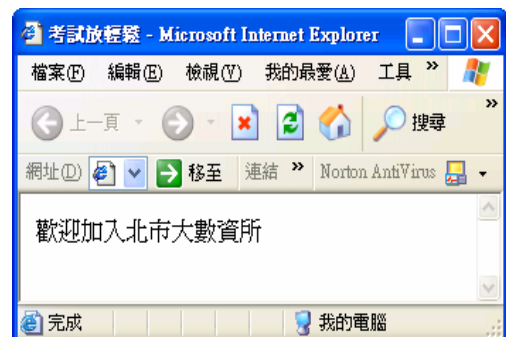 考試放輕鬆 - Microsoft Internet Explorer
檔案(F) 編輯(E) 檢視(V) 我的最愛(A) 工具 »
上一頁 搜尋 »
網址(D) 移至 連結 » Norton AntiVirus
歡迎加入北市大數資所
完成 我的電腦